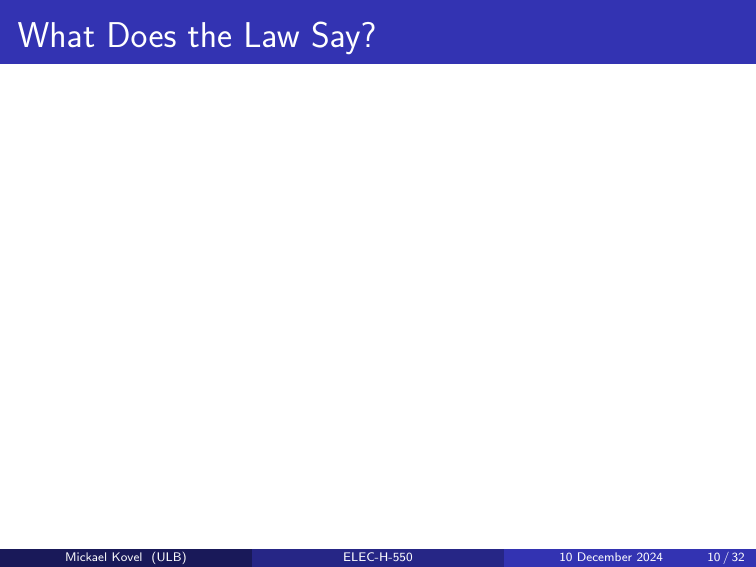 What Does the Law Say?
Mickael Kovel (ULB) ELEC-H-550 10 December 2024 10 / 32